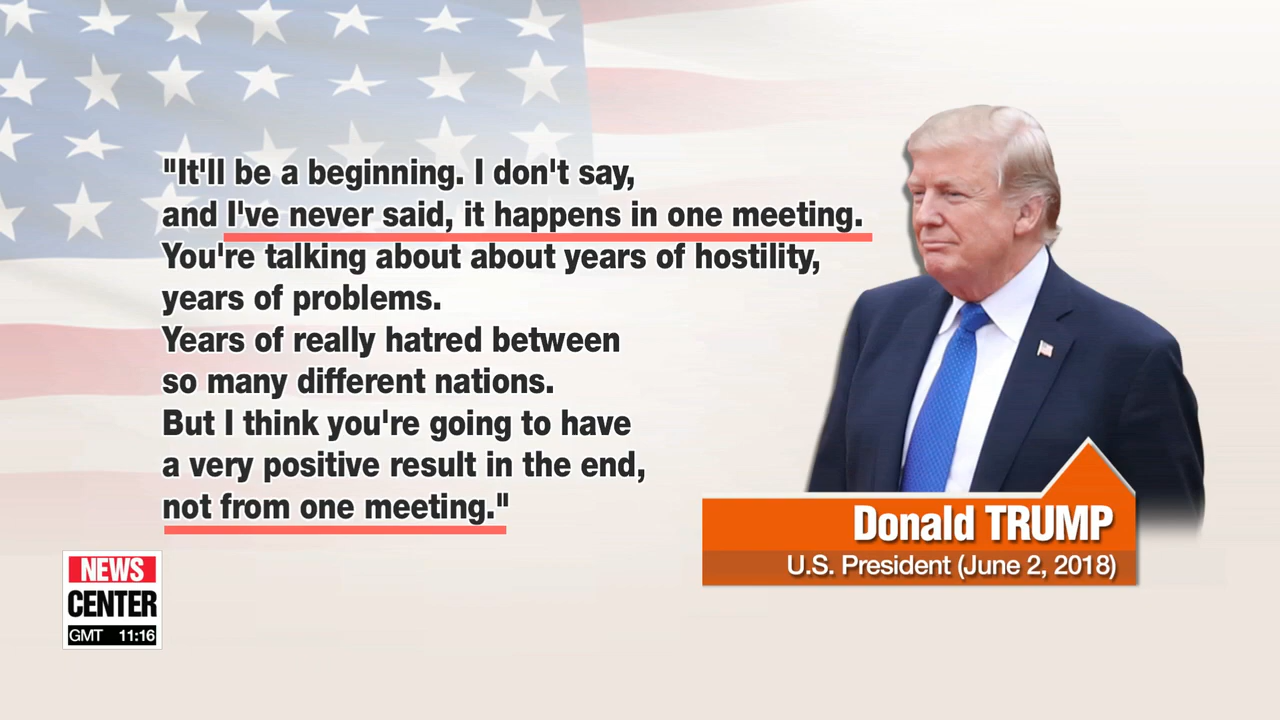 "It'll be a beginning. I don't say,
and I've never said, it happens in one meeting.
You're talking about about years of hostility,
years of problems.
Years of really hatred between
so many different nations.
But I think you're going to have
a very positive result in the end,
not from one meeting."
Donald TRUMP
U.S. President (June 2, 2018)
NEWS
CENTER
GMT 11:16